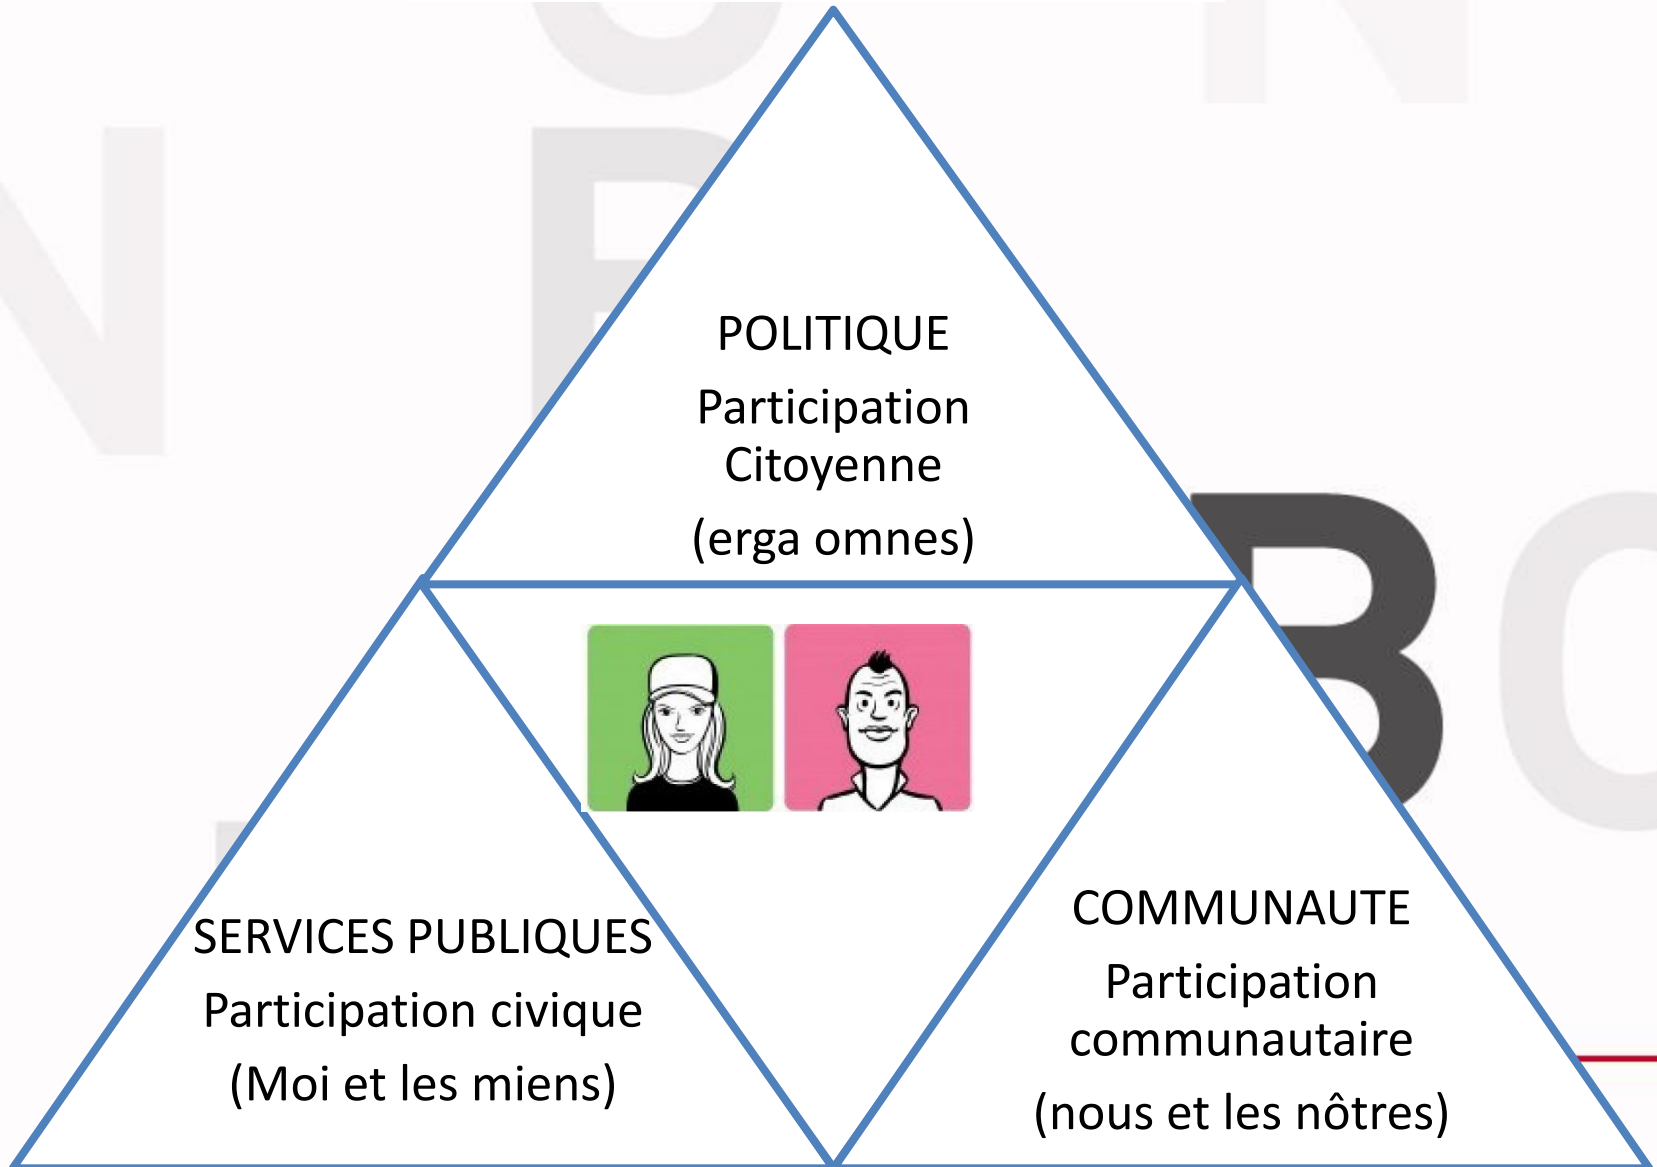 POLITIQUE
Participation
Citoyenne
(erga omnes)
SERVICES PUBLIQUES
Participation civique
(Moi et les miens)
COMMUNAUTE
Participation
communautaire
(nous et les nôtres)